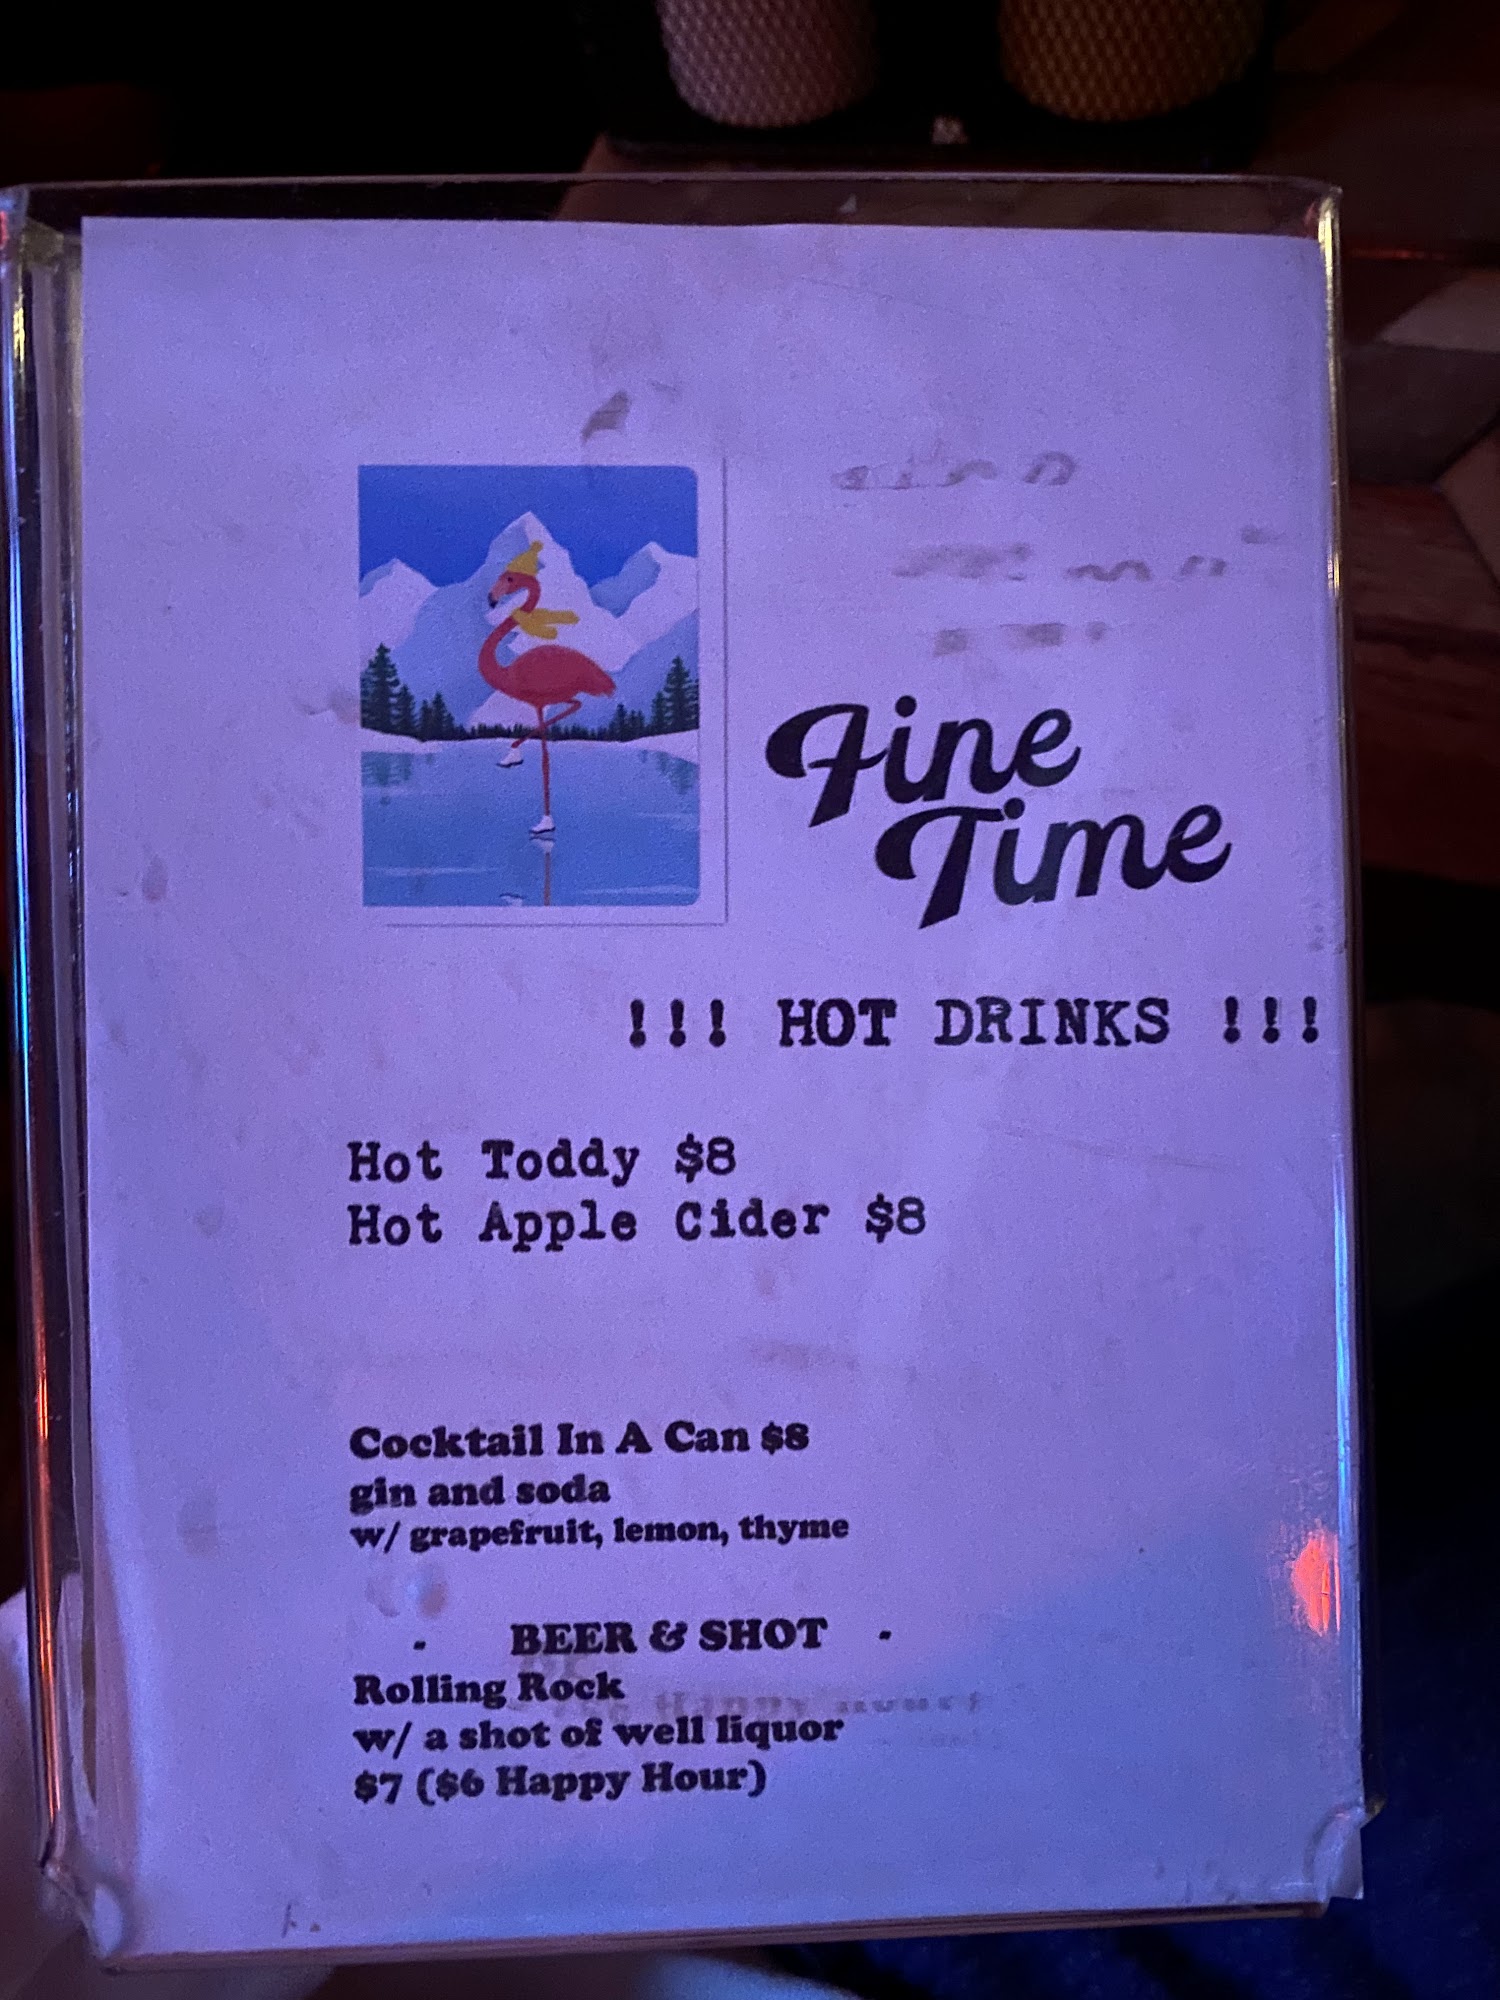 Fine
Time
!!! HOT DRINKS !!!
Hot Toddy $8
Hot Apple Cider $8
Cocktail In A Can $8
gin and soda
w/ grapefruit, lemon, thyme
- BEER & SHOT -
Rolling Rock
w/ a shot of well liquor
$7 ($6 Happy Hour)